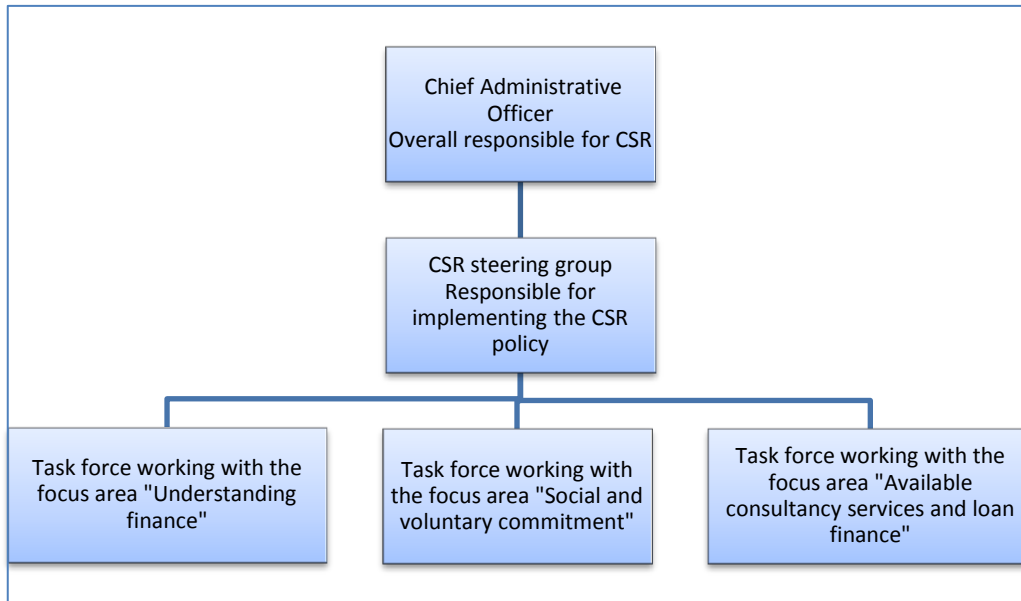 Chief Administrative
Officer
Overall responsible for CSR
CSR steering group
Responsible for
implementing the CSR
policy
Task force working with the
focus area "Understanding
finance"
Task force working with
the focus area "Social and
voluntary commitment"
Task force working with the
focus area "Available
consultancy services and loan
finance"